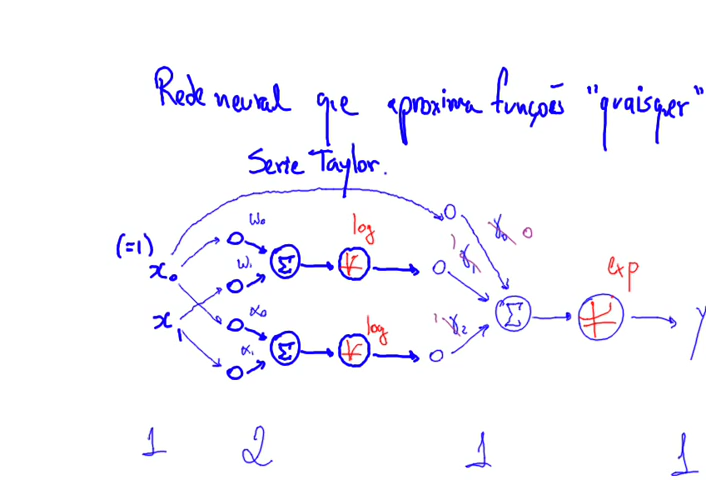 Rede neural que aproxima funções "quaisquer"
Serie Taylor.
(=1)
x₀
x₁
w₀
w₁
α₀
α₁
Σ
Σ
log
log
γ₀ 0
1 γ₁
1 γ₂
Σ
exp
y
1 2 1 1